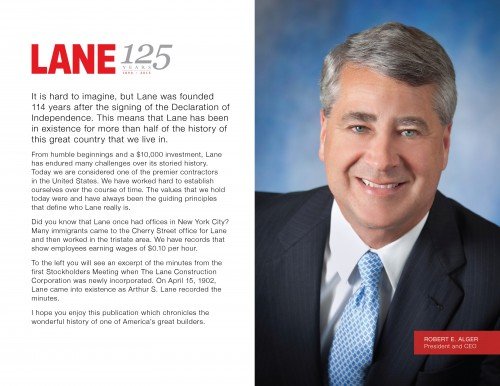 LANE 125
YEARS
1890 - 2015
It is hard to imagine, but Lane was founded
114 years after the signing of the Declaration of
Independence. This means that Lane has been
in existence for more than half of the history of
this great country that we live in.
From humble beginnings and a $10,000 investment, Lane
has endured many challenges over its storied history.
Today we are considered one of the premier contractors
in the United States. We have worked hard to establish
ourselves over the course of time. The values that we hold
today were and have always been the guiding principles
that define who Lane really is.
Did you know that Lane once had offices in New York City?
Many immigrants came to the Cherry Street office for Lane
and then worked in the tristate area. We have records that
show employees earning wages of $0.10 per hour.
To the left you will see an excerpt of the minutes from the
first Stockholders Meeting when The Lane Construction
Corporation was newly incorporated. On April 15, 1902,
Lane came into existence as Arthur S. Lane recorded the
minutes.
I hope you enjoy this publication which chronicles the
wonderful history of one of America's great builders.
ROBERT E. ALGER
President and CEO